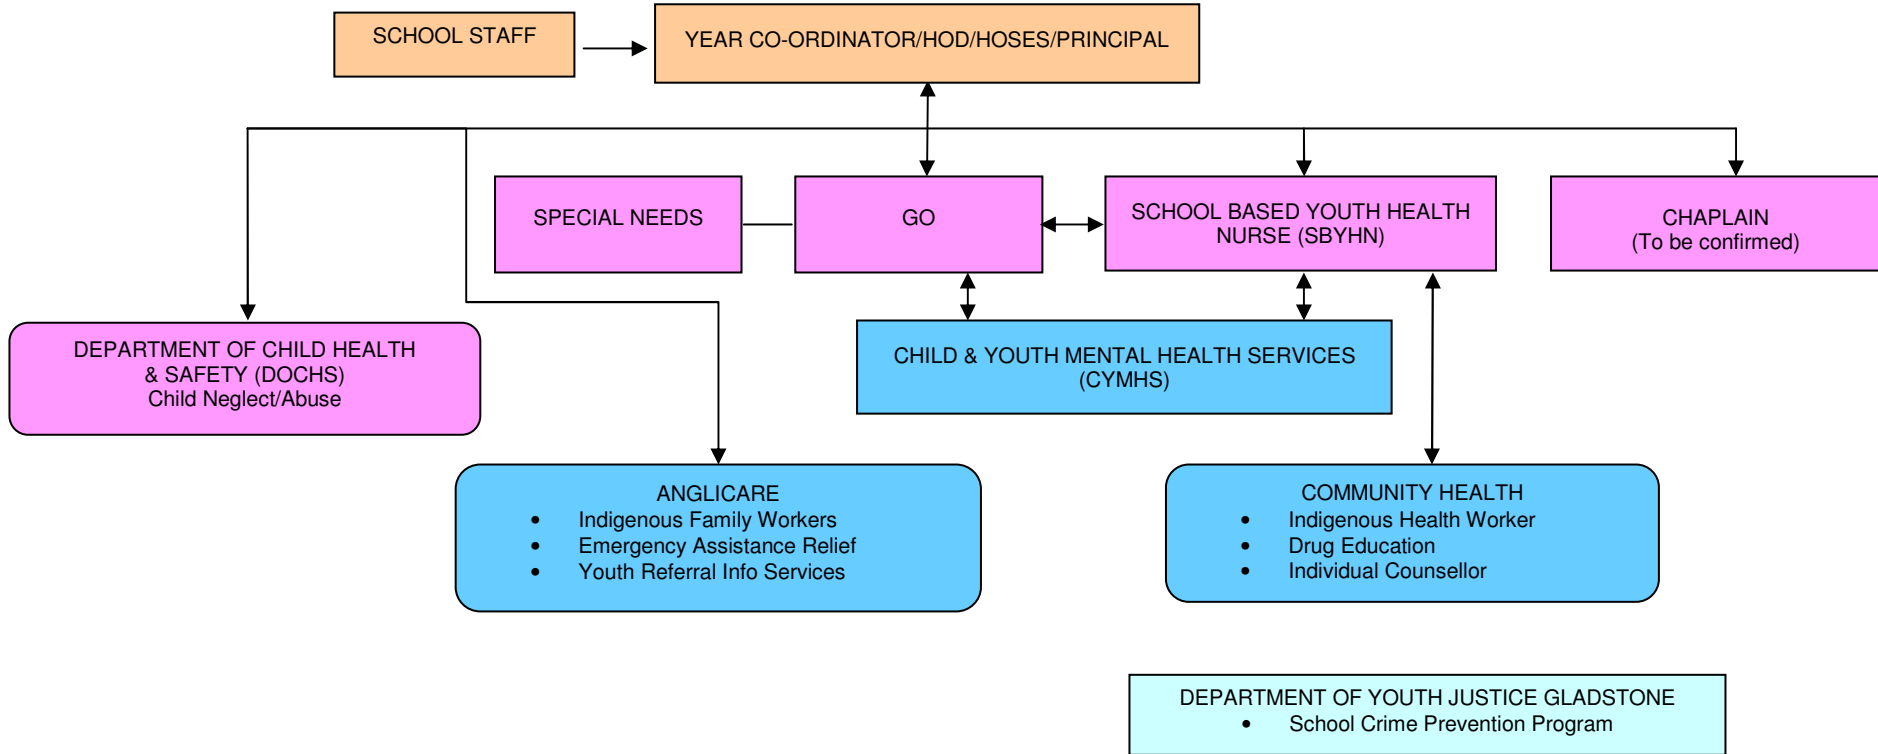 SCHOOL STAFF
YEAR CO-ORDINATOR/HOD/HOSES/PRINCIPAL
SPECIAL NEEDS
GO
SCHOOL BASED YOUTH HEALTH
NURSE (SBYHN)
CHAPLAIN
(To be confirmed)
DEPARTMENT OF CHILD HEALTH
& SAFETY (DOCHS)
Child Neglect/Abuse
CHILD & YOUTH MENTAL HEALTH SERVICES
(CYMHS)
ANGLICARE
• Indigenous Family Workers
• Emergency Assistance Relief
• Youth Referral Info Services
COMMUNITY HEALTH
• Indigenous Health Worker
• Drug Education
• Individual Counsellor
DEPARTMENT OF YOUTH JUSTICE GLADSTONE
• School Crime Prevention Program